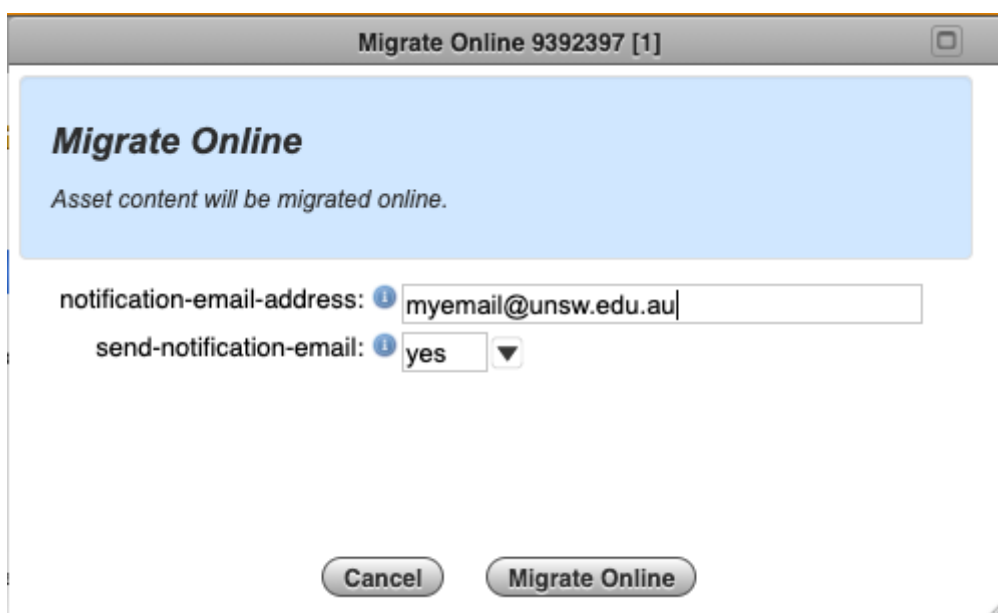 Migrate Online 9392397 [1]
Migrate Online
Asset content will be migrated online.
notification-email-address: myemail@unsw.edu.au
send-notification-email: yes
Cancel Migrate Online